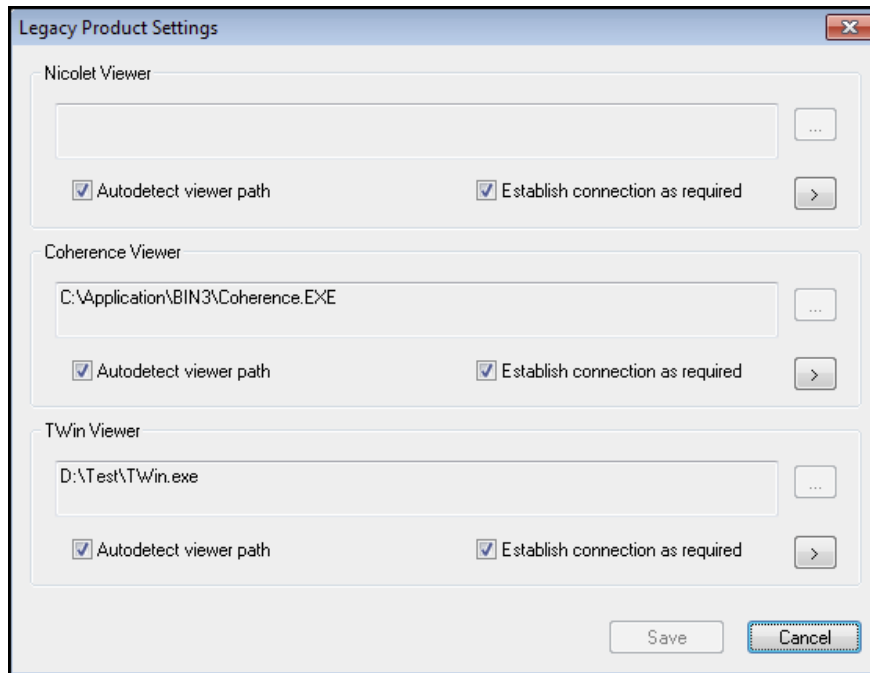 Legacy Product Settings
Nicolet Viewer
...
Autodetect viewer path
Establish connection as required
>
Coherence Viewer
C:\Application\BIN3\Coherence.EXE
...
Autodetect viewer path
Establish connection as required
>
TWin Viewer
D:\Test\TWin.exe
...
Autodetect viewer path
Establish connection as required
>
Save
Cancel